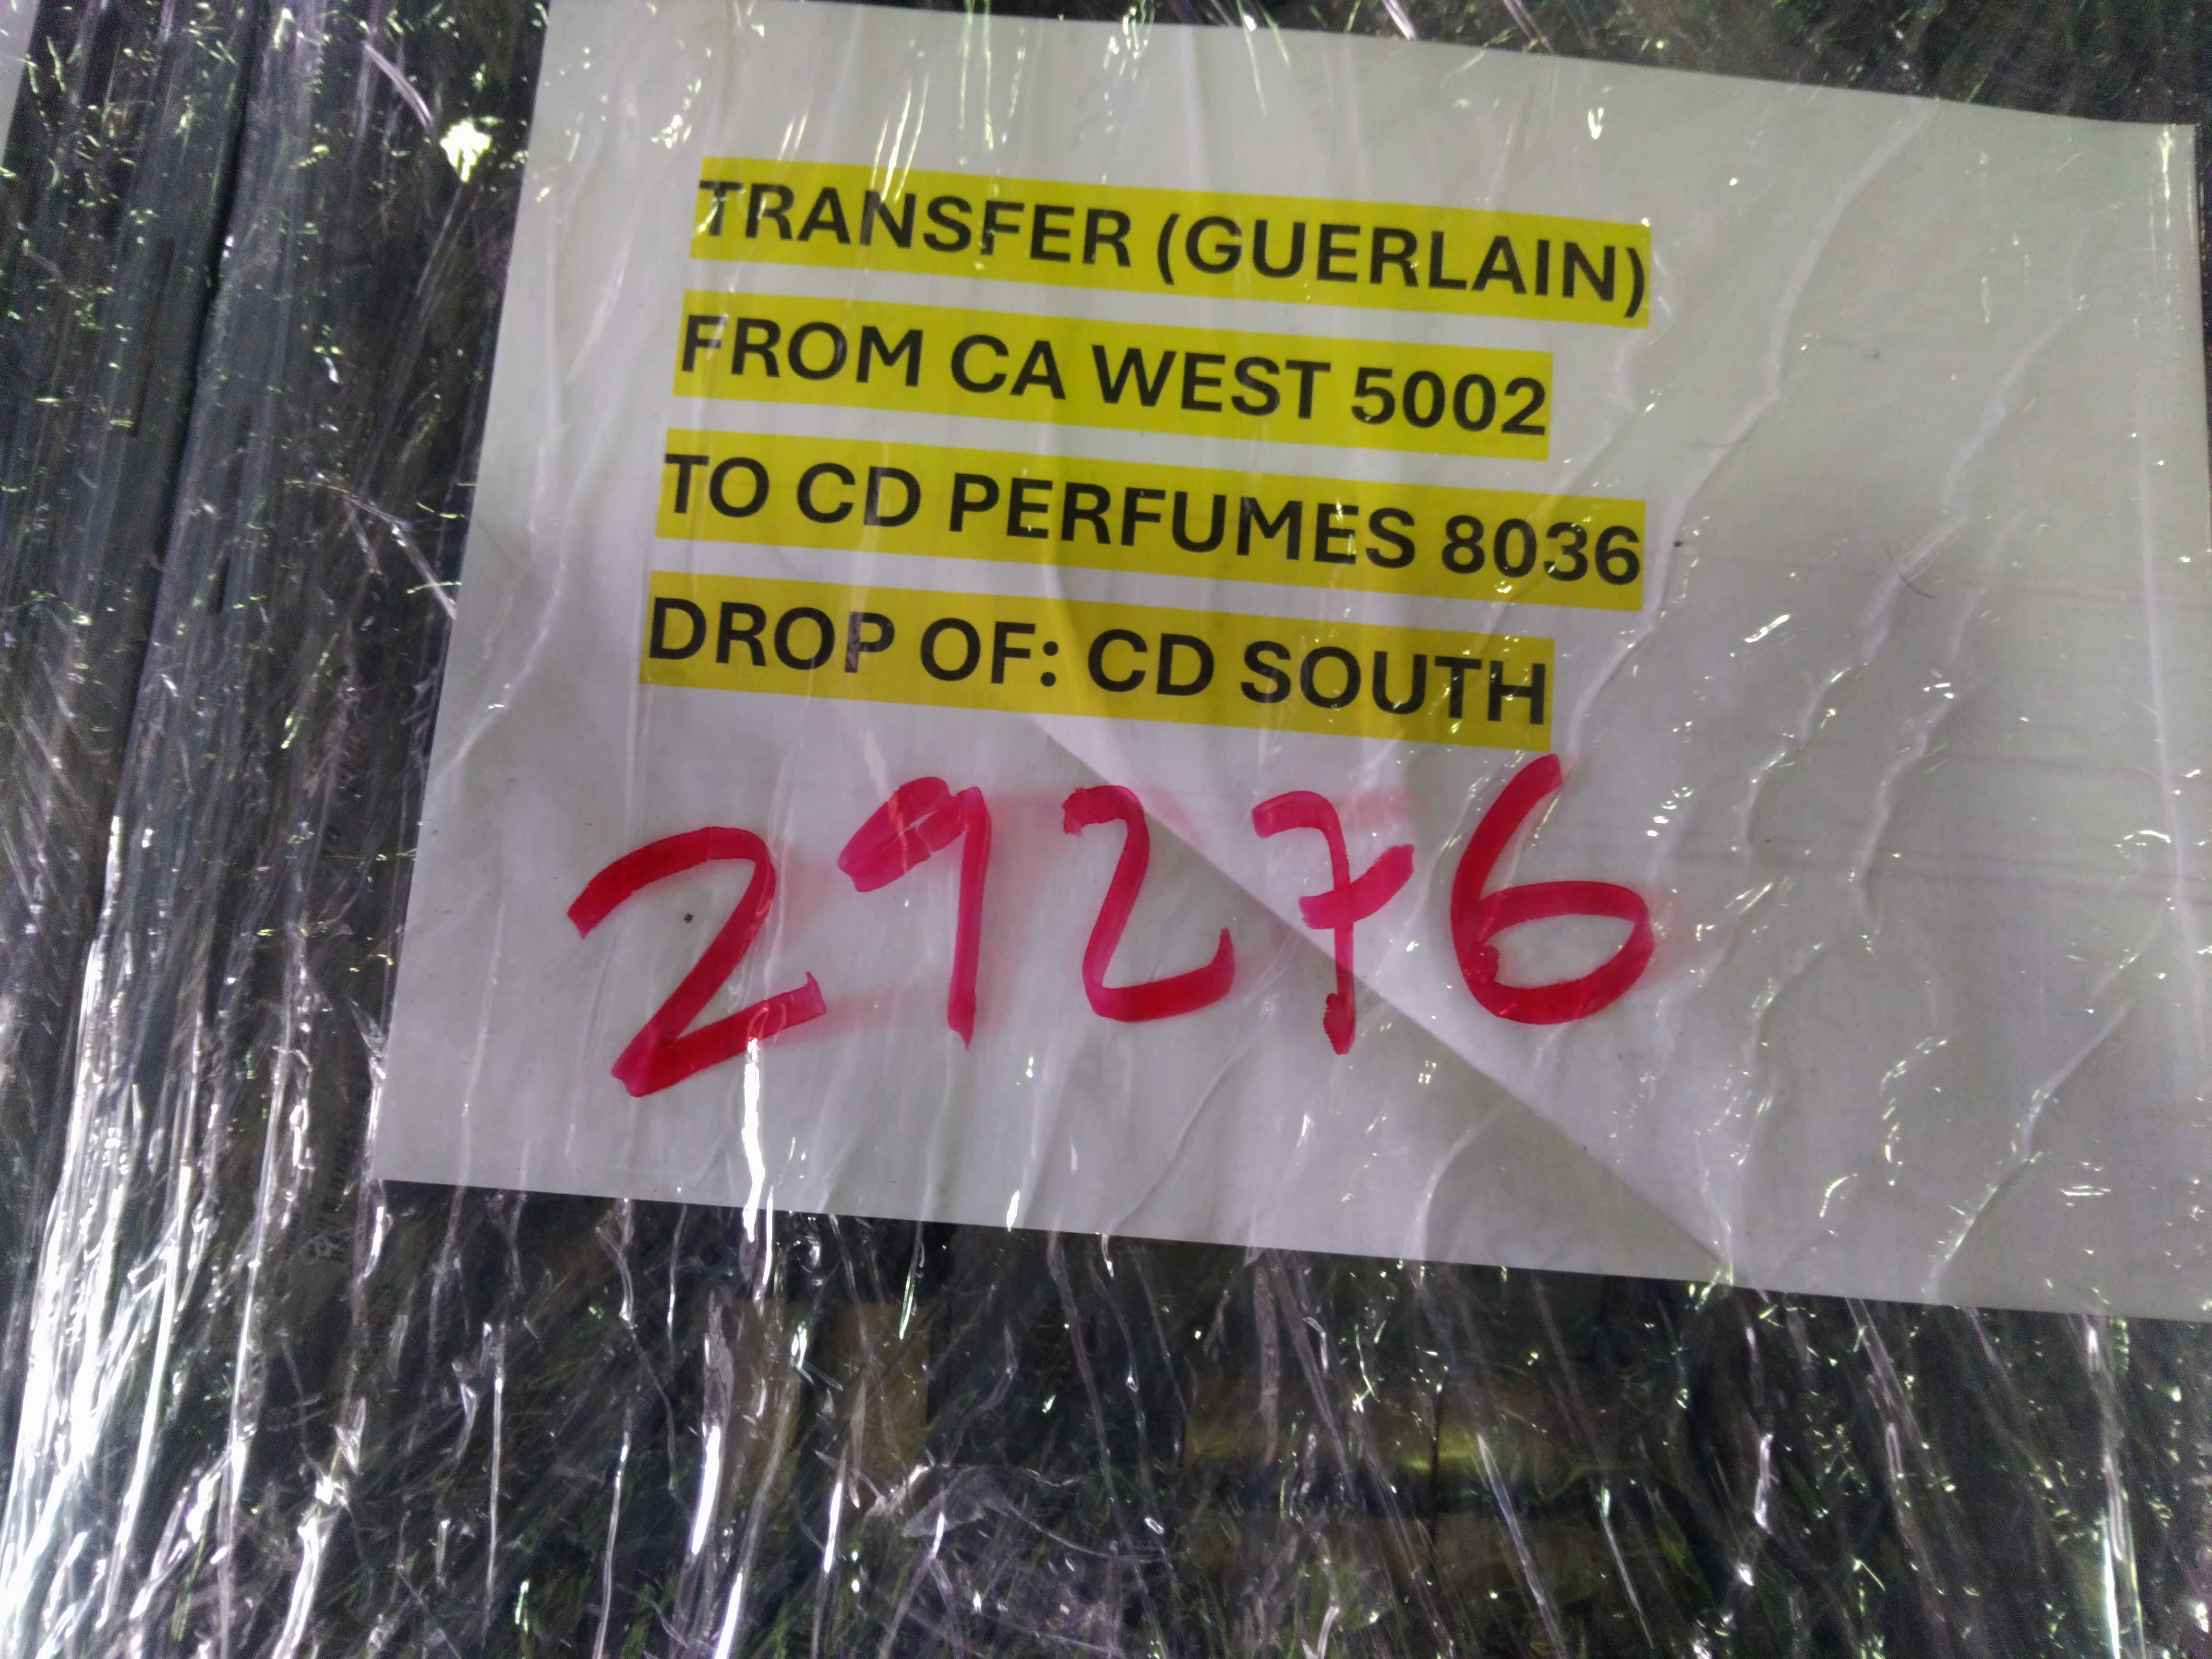 TRANSFER (GUERLAIN)
FROM CA WEST 5002
TO CD PERFUMES 8036
DROP OF: CD SOUTH
29276